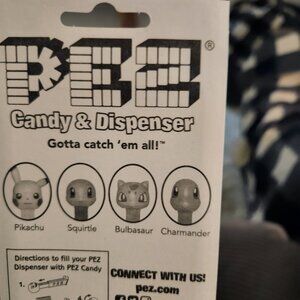 PEZ®
Candy & Dispenser
Gotta catch 'em all!™
Pikachu Squirtle Bulbasaur Charmander
Directions to fill your PEZ
Dispenser with PEZ Candy
1.
CONNECT WITH US!
pez.com